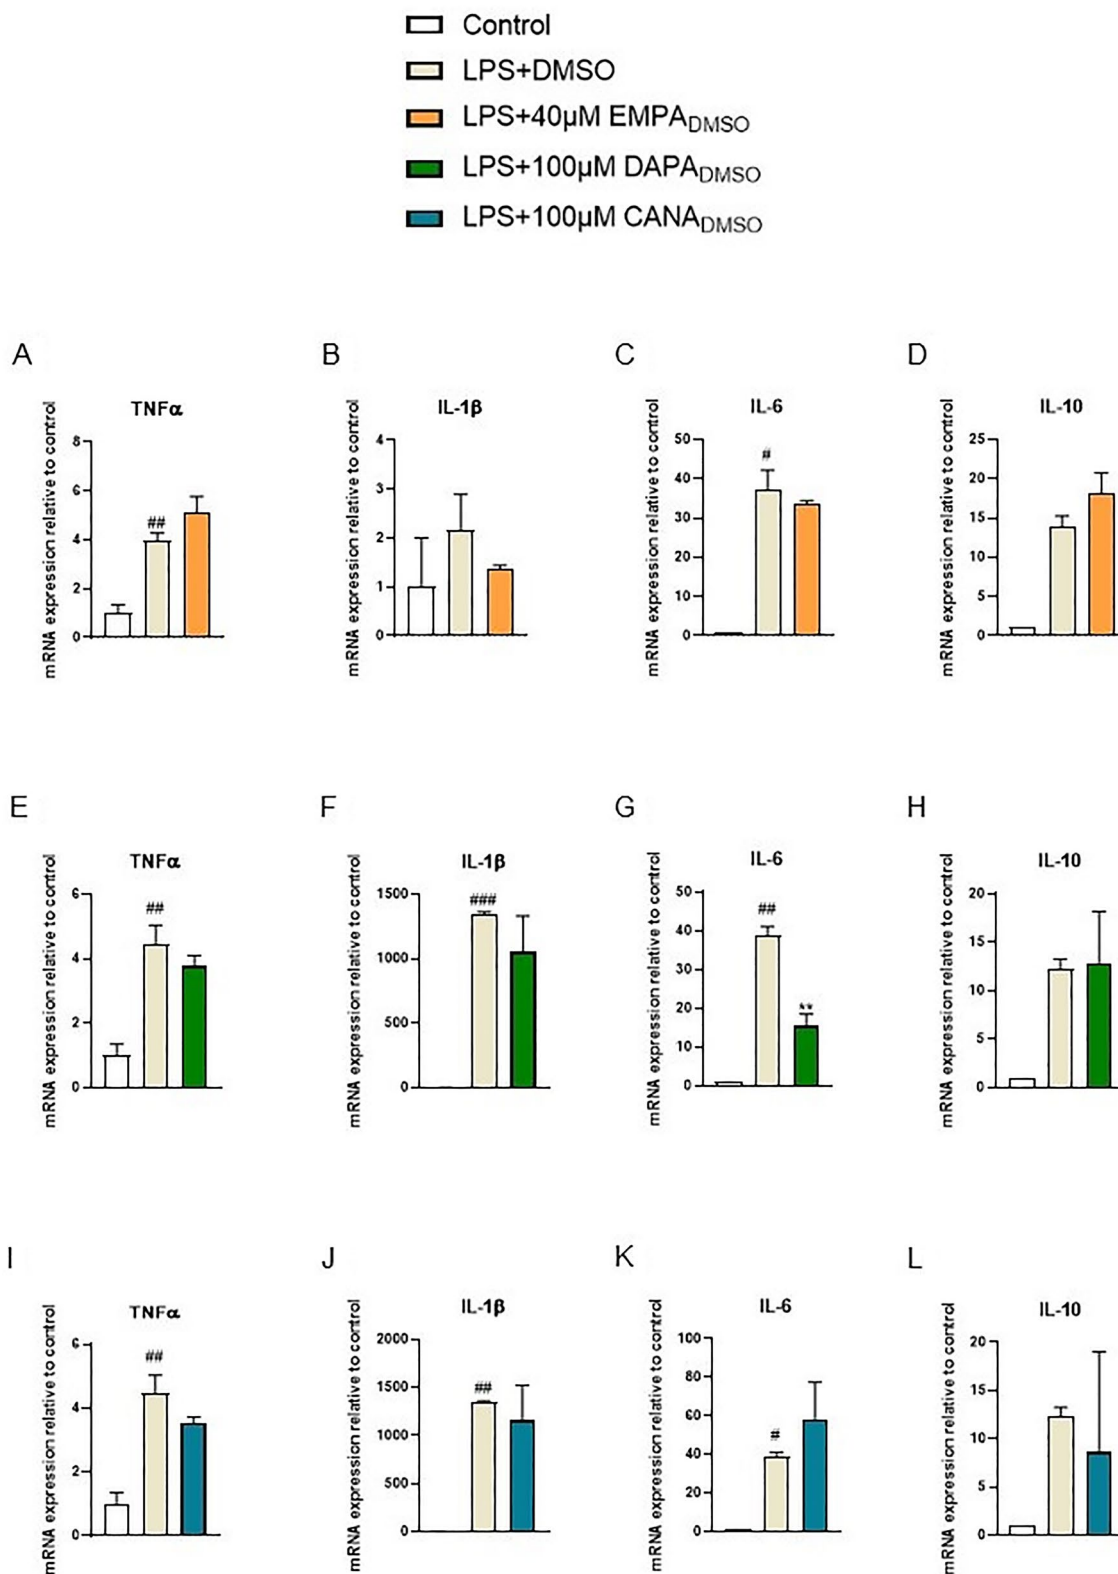 Control
LPS+DMSO
LPS+40µM EMPA_DMSO
LPS+100µM DAPA_DMSO
LPS+100µM CANA_DMSO
A
B
C
D
TNFα
IL-1β
IL-6
IL-10
mRNA expression relative to control
8
6
4
2
0
##
mRNA expression relative to control
4
3
2
1
0
mRNA expression relative to control
50
40
30
20
10
0
#
mRNA expression relative to control
25
20
15
10
5
0
E
F
G
H
TNFα
IL-1β
IL-6
IL-10
mRNA expression relative to control
6
4
2
0
##
mRNA expression relative to control
1500
1000
500
0
###
mRNA expression relative to control
50
40
30
20
10
0
##
**
mRNA expression relative to control
20
15
10
5
0
I
J
K
L
TNFα
IL-1β
IL-6
IL-10
mRNA expression relative to control
6
4
2
0
##
mRNA expression relative to control
2000
1500
1000
500
0
##
mRNA expression relative to control
100
80
60
40
20
0
#
mRNA expression relative to control
20
15
10
5
0